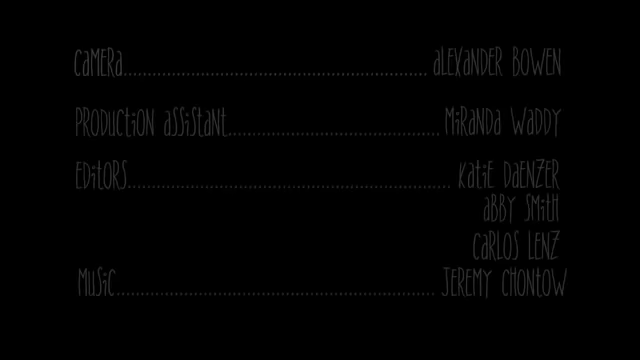 CaMERa........................................................................ aLEXaNDER BOWEN
PRODUCtiON aSSiStaNt.................................................. MiRaNDa WaDDY
EDitORS............................................................................ KatiE DaENZER
aBBY SMitH
CaRLOS LENZ
MUSiC............................................................................ JEREMY CHONtOW